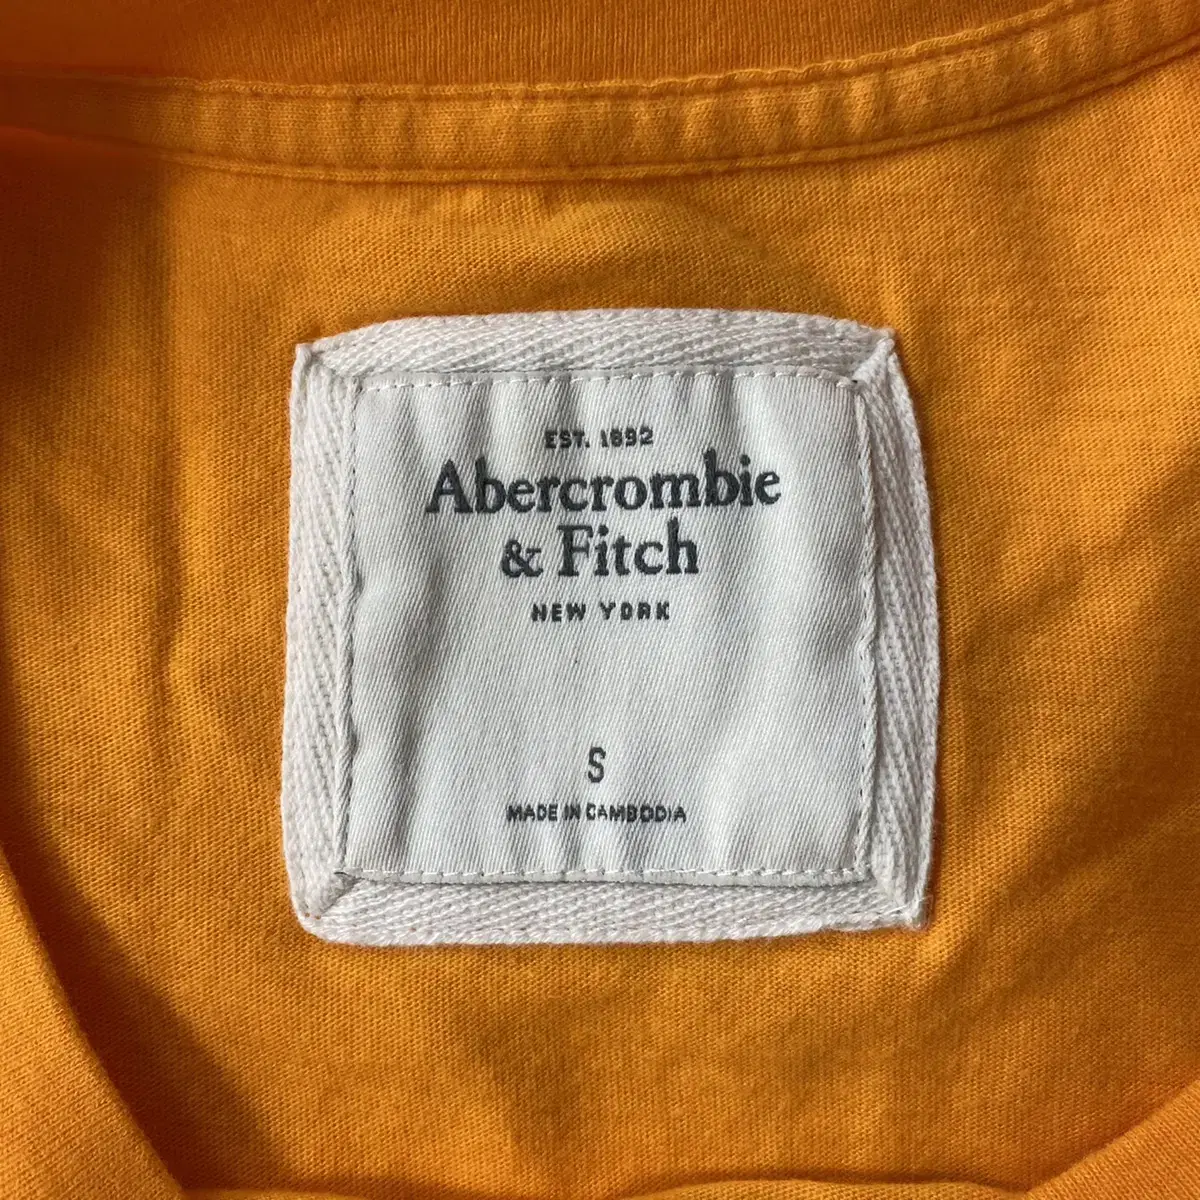 EST. 1892
Abercrombie
& Fitch
NEW YORK
S
MADE IN CAMBODIA